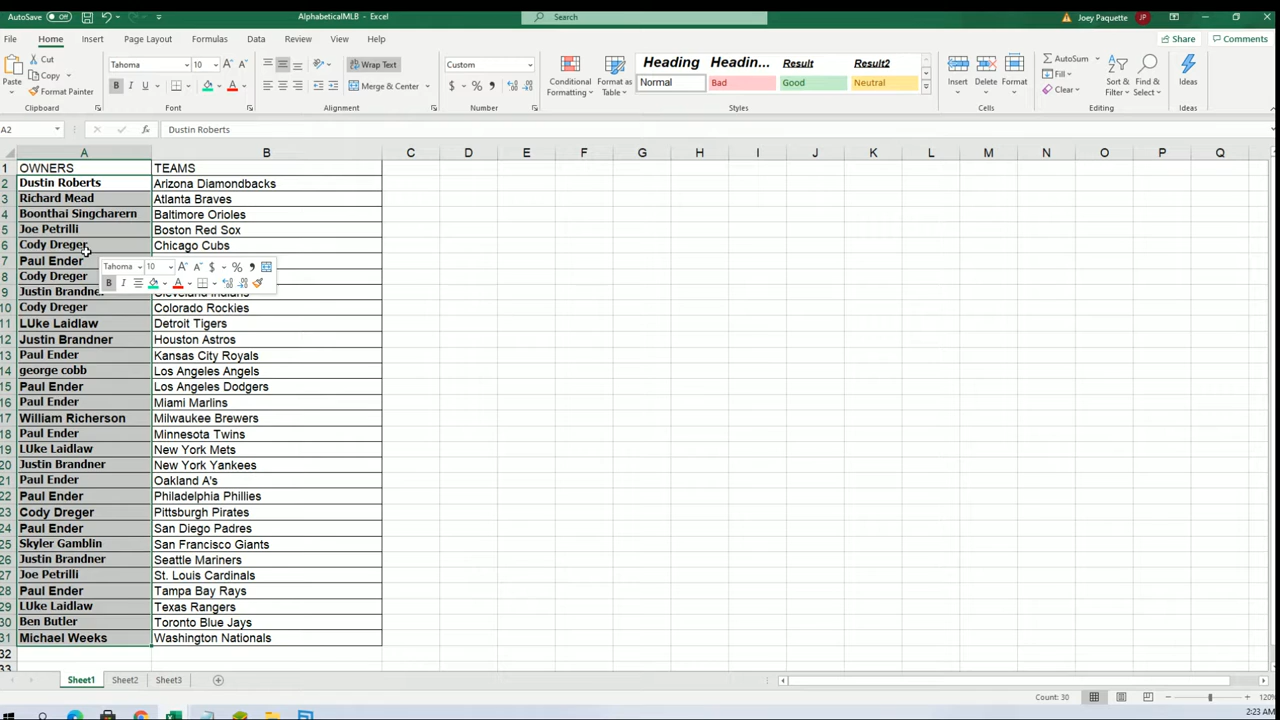 AutoSave Off AlphabeticalMLB - Excel Search Joey Paquette JP
File Home Insert Page Layout Formulas Data Review View Help Share Comments
Cut Copy Format Painter Paste Clipboard
Tahoma 10 B I U Font
Wrap Text Merge & Center Alignment
Custom $ % Number
Conditional Formatting Format as Table
Heading Headin... Result Result2
Normal Bad Good Neutral Styles
Insert Delete Format Cells
AutoSum Fill Clear Sort & Filter Find & Select Editing
Ideas Ideas
A2 fx Dustin Roberts
A B C D E F G H I J K L M N O P Q
1 OWNERS TEAMS
2 Dustin Roberts Arizona Diamondbacks
3 Richard Mead Atlanta Braves
4 Boonthai Singcharern Baltimore Orioles
5 Joe Petrilli Boston Red Sox
6 Cody Dreger Chicago Cubs
7 Paul Ender
Tahoma 10 A A $ % ,
8 Cody Dreger
B I A
9 Justin Brandner Cleveland Indians
10 Cody Dreger Colorado Rockies
11 LUke Laidlaw Detroit Tigers
12 Justin Brandner Houston Astros
13 Paul Ender Kansas City Royals
14 george cobb Los Angeles Angels
15 Paul Ender Los Angeles Dodgers
16 Paul Ender Miami Marlins
17 William Richerson Milwaukee Brewers
18 Paul Ender Minnesota Twins
19 LUke Laidlaw New York Mets
20 Justin Brandner New York Yankees
21 Paul Ender Oakland A's
22 Paul Ender Philadelphia Phillies
23 Cody Dreger Pittsburgh Pirates
24 Paul Ender San Diego Padres
25 Skyler Gamblin San Francisco Giants
26 Justin Brandner Seattle Mariners
27 Joe Petrilli St. Louis Cardinals
28 Paul Ender Tampa Bay Rays
29 LUke Laidlaw Texas Rangers
30 Ben Butler Toronto Blue Jays
31 Michael Weeks Washington Nationals
32
33
Sheet1 Sheet2 Sheet3
Count: 30 120%
2:23 AM